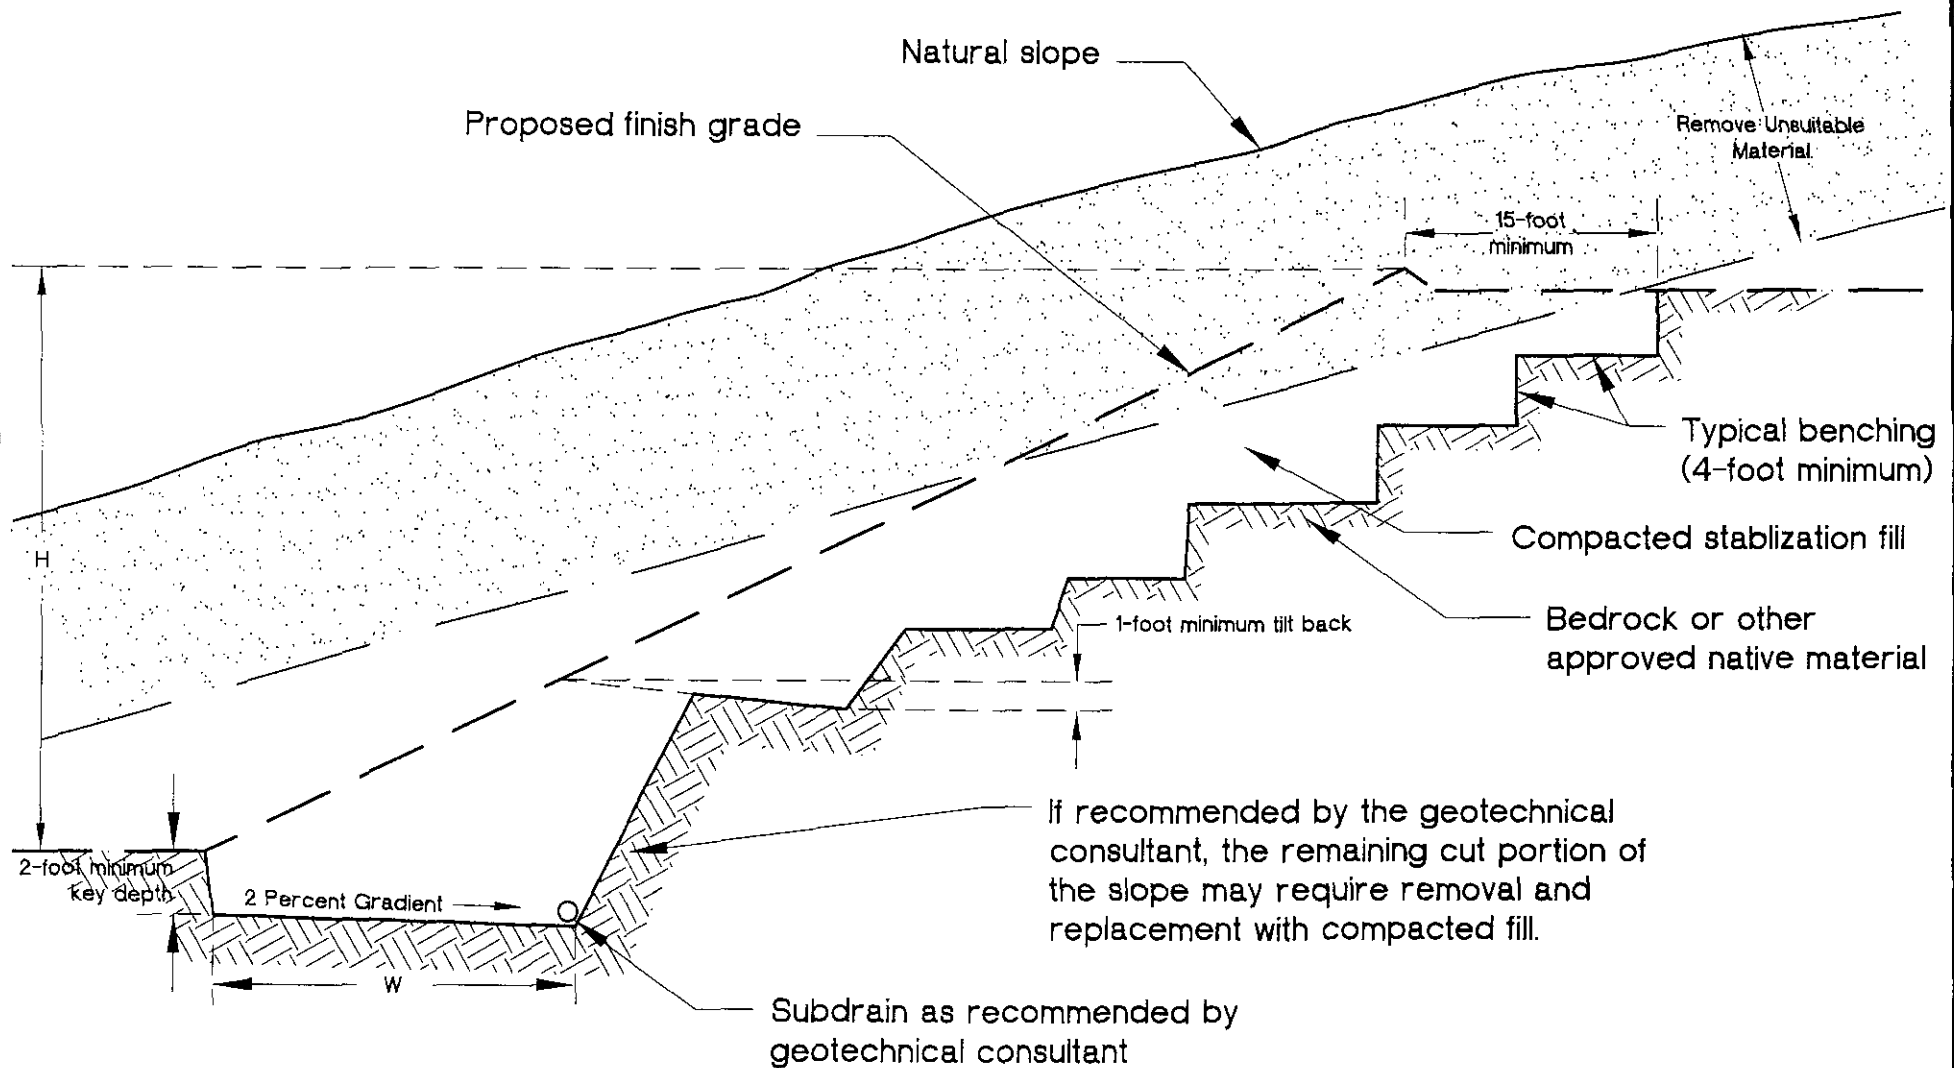 Natural slope
Proposed finish grade
Remove Unsuitable
Material
15-foot
minimum
Typical benching
(4-foot minimum)
Compacted stablization fill
H
1-foot minimum tilt back
Bedrock or other
approved native material
If recommended by the geotechnical
consultant, the remaining cut portion of
the slope may require removal and
replacement with compacted fill.
2-foot minimum
key depth
2 Percent Gradient
W
Subdrain as recommended by
geotechnical consultant